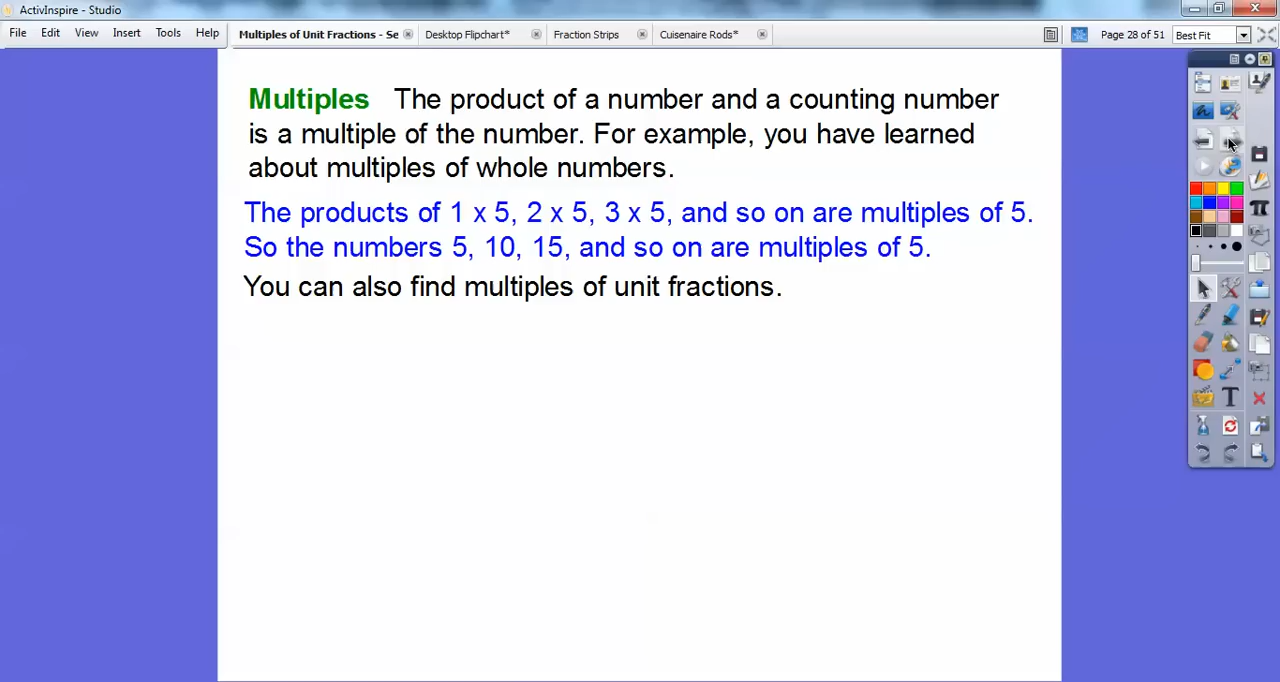 ActivInspire - Studio
File Edit View Insert Tools Help
Multiples of Unit Fractions - Se Desktop Flipchart* Fraction Strips Cuisenaire Rods*
Page 28 of 51 Best Fit
Multiples The product of a number and a counting number
is a multiple of the number. For example, you have learned
about multiples of whole numbers.
The products of 1 x 5, 2 x 5, 3 x 5, and so on are multiples of 5.
So the numbers 5, 10, 15, and so on are multiples of 5.
You can also find multiples of unit fractions.